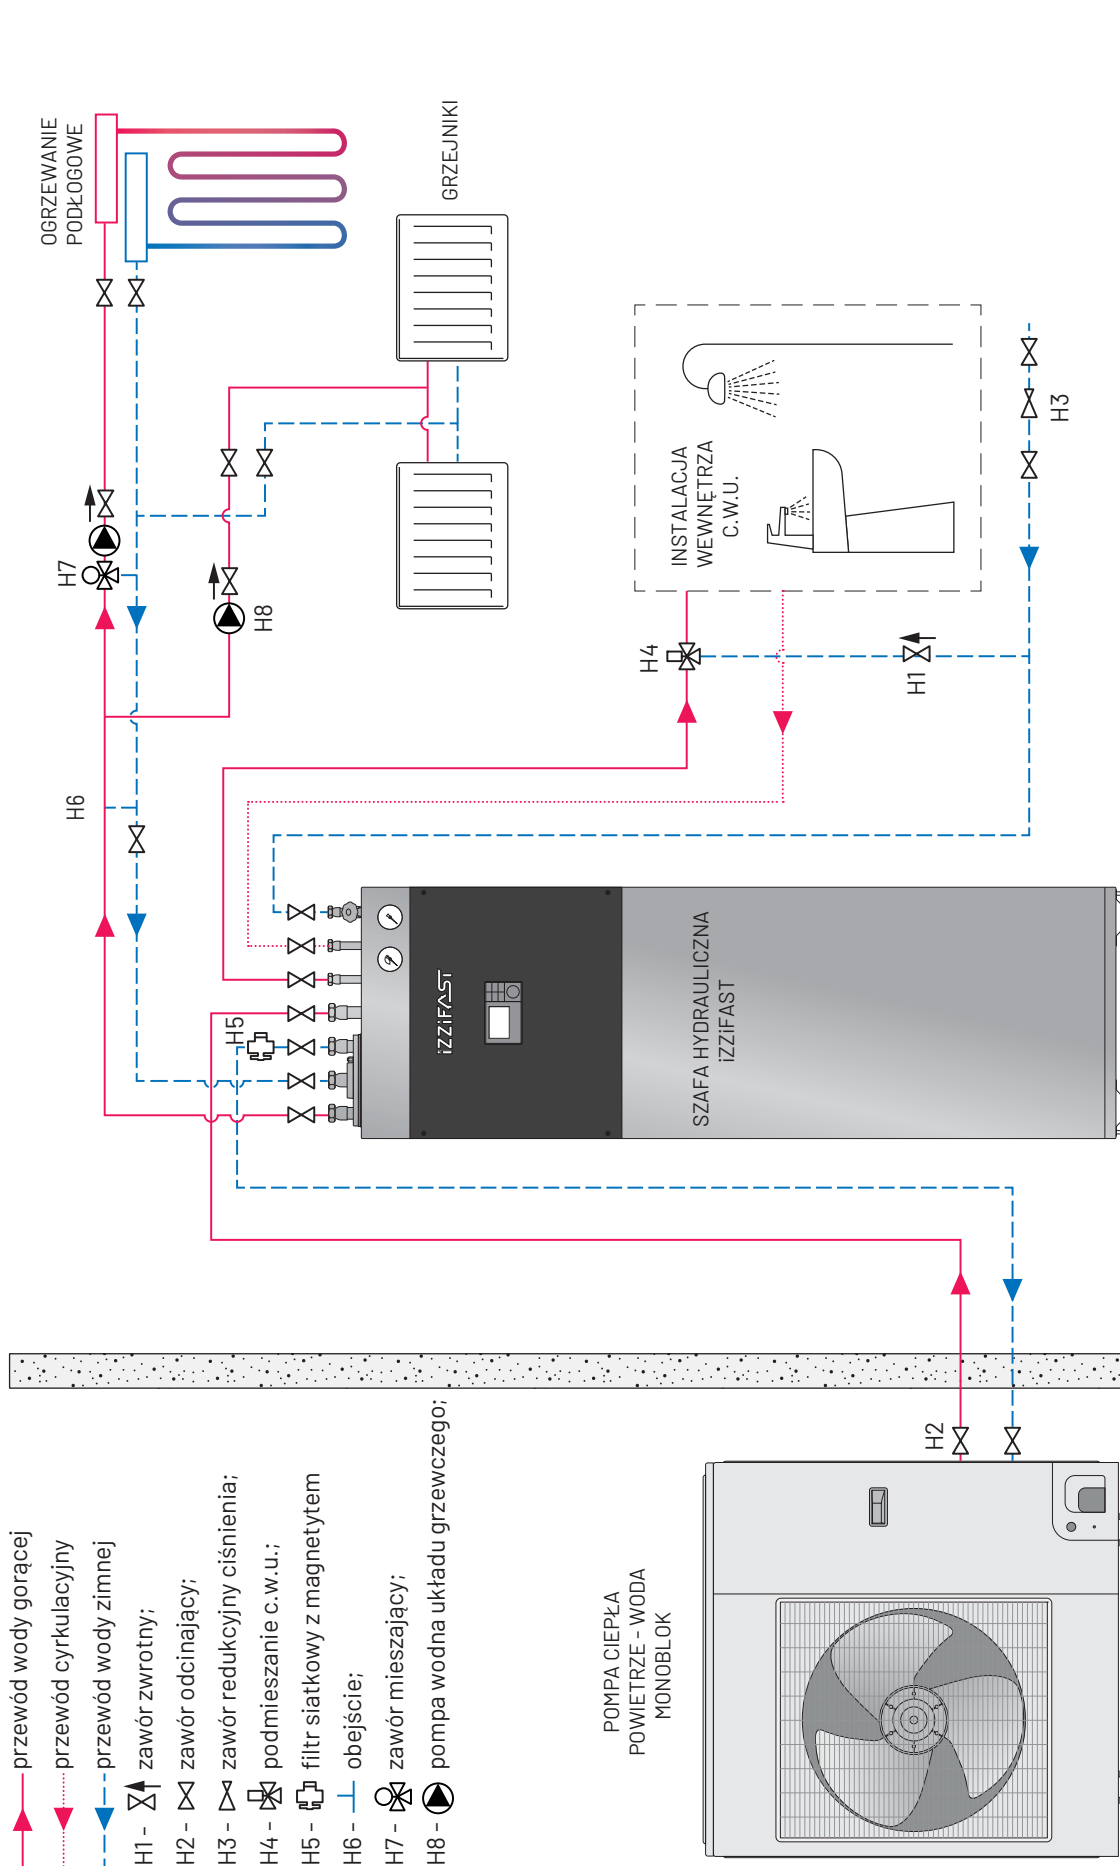 przewód wody gorącej
przewód cyrkulacyjny
przewód wody zimnej
H1 - zawór zwrotny;
H2 - zawór odcinający;
H3 - zawór redukcyjny ciśnienia;
H4 - podmieszanie c.w.u.;
H5 - filtr siatkowy z magnetytem
H6 - obejście;
H7 - zawór mieszający;
H8 - pompa wodna układu grzewczego;
POMPA CIEPŁA
POWIETRZE - WODA
MONOBLOK
H2
H5
iZZiFAST
SZAFA HYDRAULICZNA
iZZiFAST
H6
H7
H8
H4
H1
H3
INSTALACJA
WEWNĘTRZA
C.W.U.
OGRZEWANIE
PODŁOGOWE
GRZEJNIKI